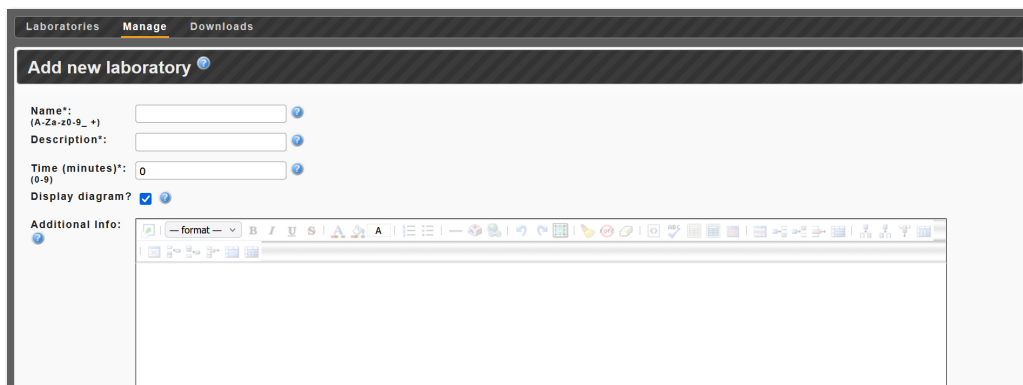 Laboratories Manage Downloads
Add new laboratory
Name*:
(A-Za-z0-9_ +)
Description*:
Time (minutes)*: 0
(0-9)
Display diagram?
Additional Info:
— format — B I U S A A